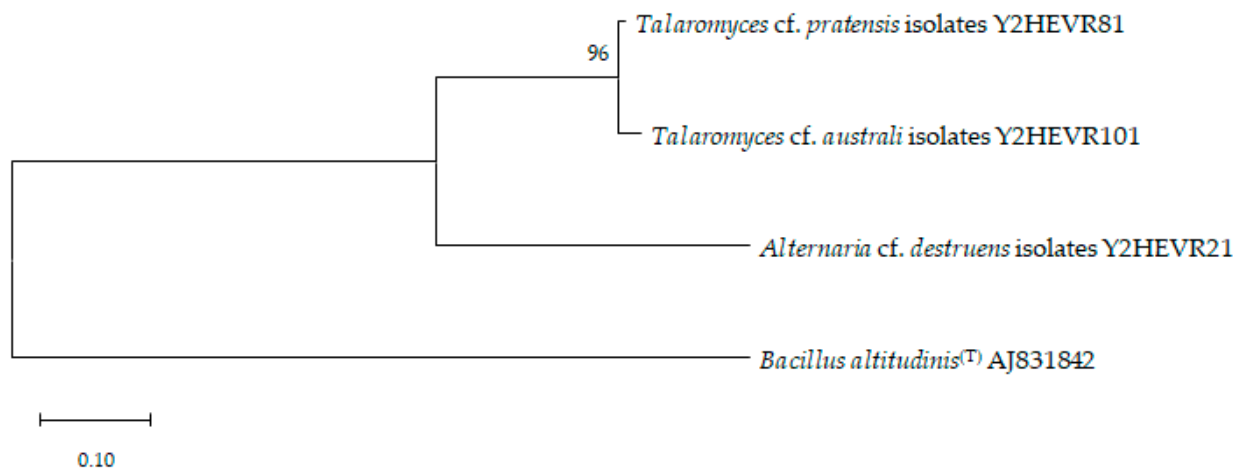 Talaromyces cf. pratensis isolates Y2HEVR81
96
Talaromyces cf. australi isolates Y2HEVR101
Alternaria cf. destruens isolates Y2HEVR21
Bacillus altitudinis(T) AJ831842
0.10